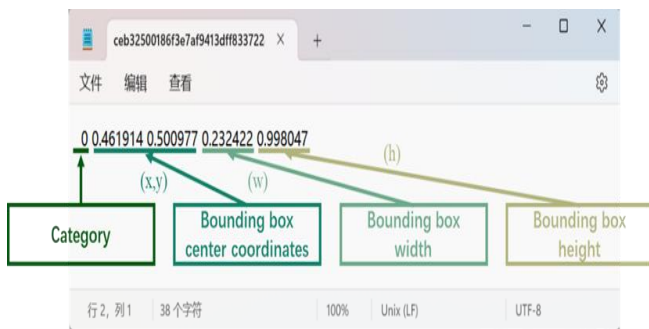 ceb32500186f3e7af9413dff833722
文件 编辑 查看
0 0.461914 0.500977 0.232422 0.998047
(h)
(x,y) (w)
Category
Bounding box
center coordinates
Bounding box
width
Bounding box
height
行 2, 列 1 38 个字符 100% Unix (LF) UTF-8